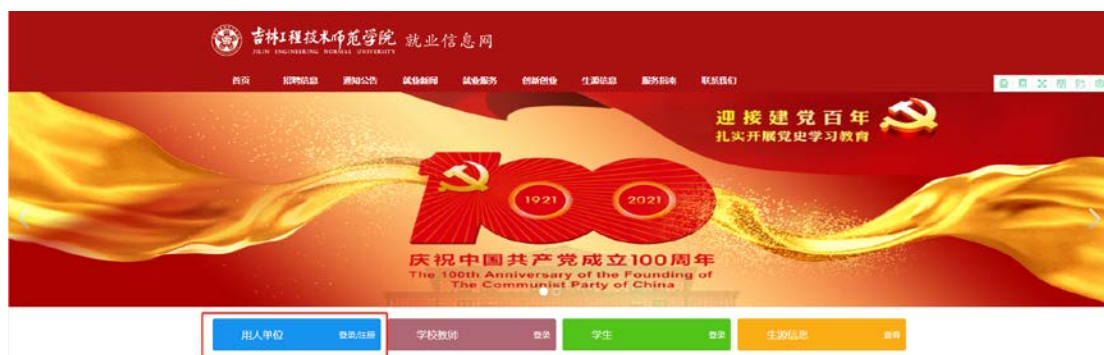 吉林工程技术师范学院 就业信息网
JILIN ENGINEERING NORMAL UNIVERSITY
首页 招聘信息 通知公告 就业新闻 就业服务 创新创业 生源信息 服务指南 联系我们
迎接建党百年
扎实开展党史学习教育
100
1921 2021
庆祝中国共产党成立100周年
The 100th Anniversary of the Founding of
The Communist Party of China
用人单位 登录/注册 学校教师 登录 学生 登录 生源信息 查询